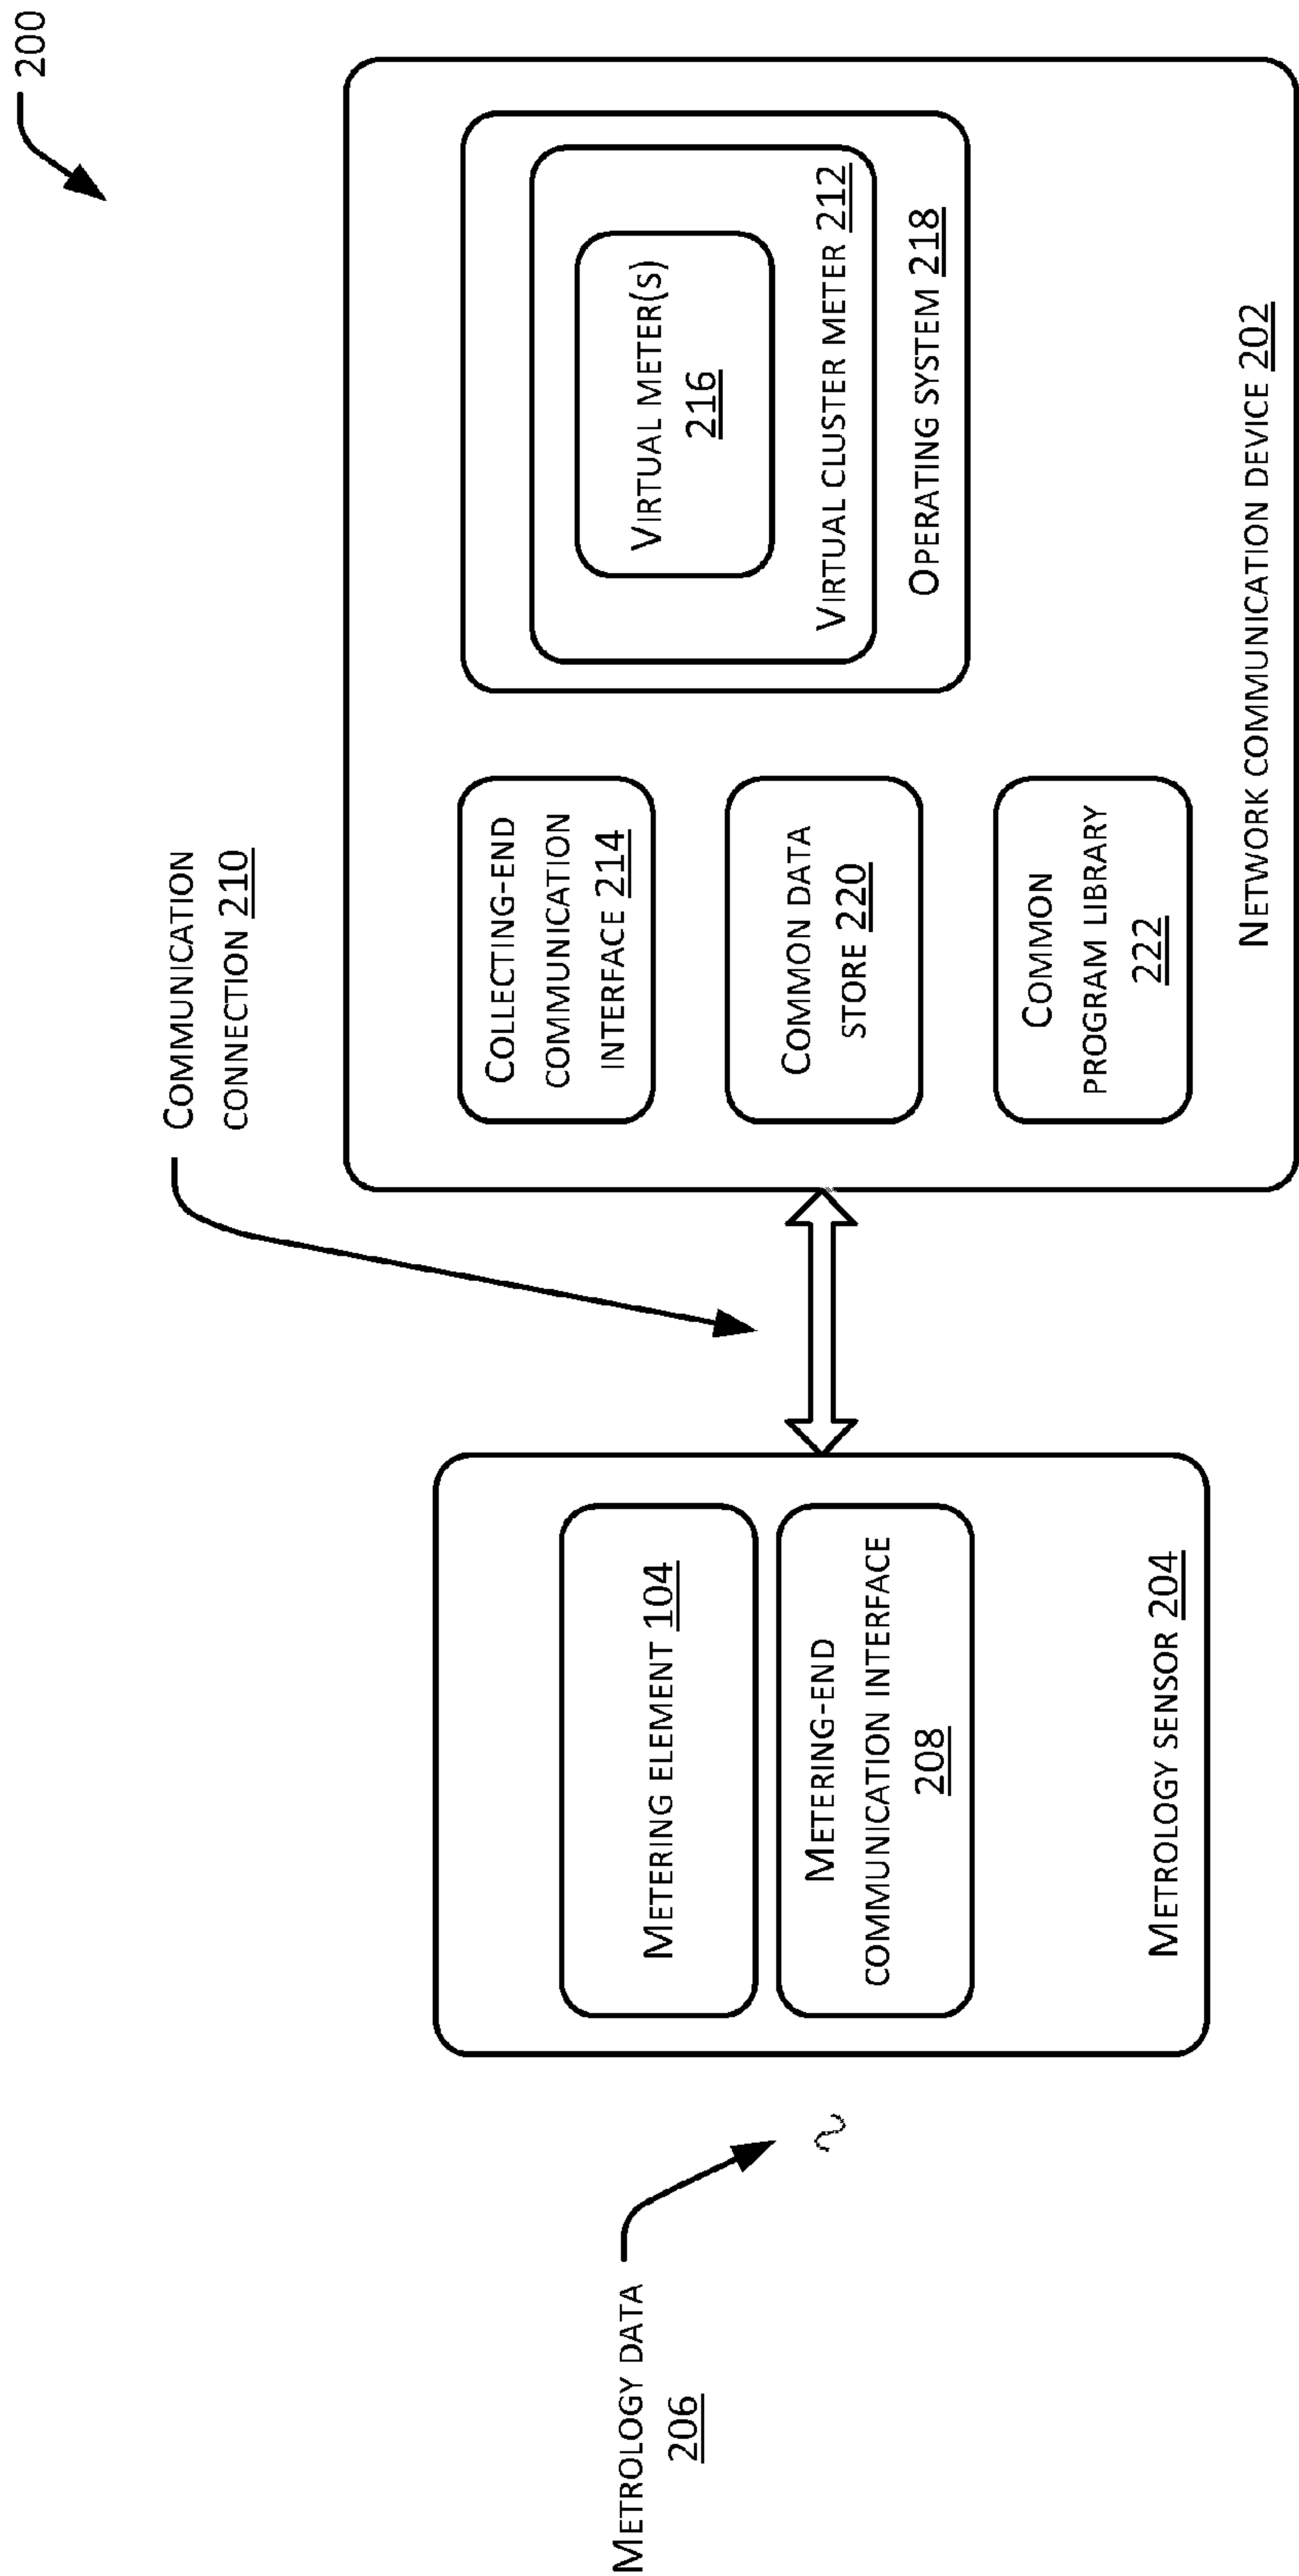 200
COMMUNICATION
CONNECTION 210
METROLOGY DATA
206
METERING ELEMENT 104
METERING-END
COMMUNICATION INTERFACE
208
METROLOGY SENSOR 204
COLLECTING-END
COMMUNICATION
INTERFACE 214
COMMON DATA
STORE 220
COMMON
PROGRAM LIBRARY
222
VIRTUAL METER(S)
216
VIRTUAL CLUSTER METER 212
OPERATING SYSTEM 218
NETWORK COMMUNICATION DEVICE 202